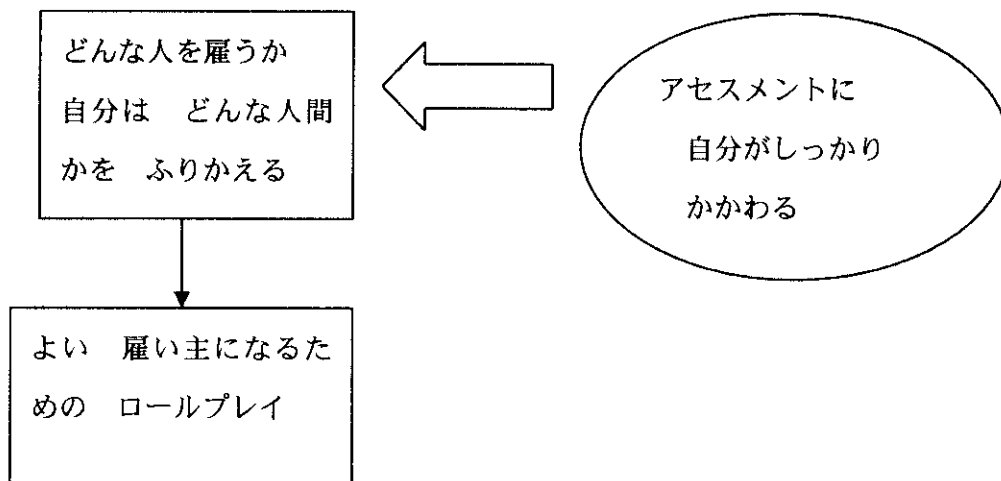 どんな人を雇うか
自分は　どんな人間
かを　ふりかえる
アセスメントに
自分がしっかり
かかわる
よい　雇い主になるた
めの　ロールプレイ